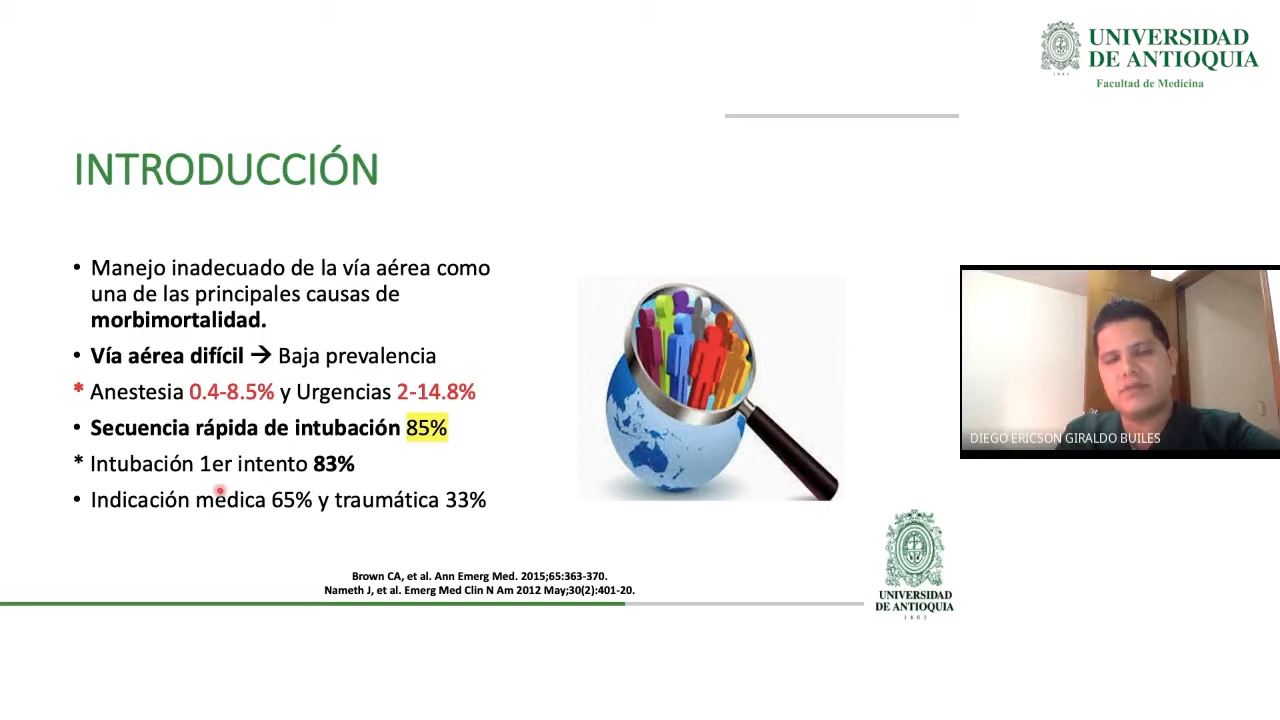 UNIVERSIDAD
DE ANTIOQUIA
1803
Facultad de Medicina
INTRODUCCIÓN
• Manejo inadecuado de la vía aérea como
una de las principales causas de
morbimortalidad.
• Vía aérea difícil → Baja prevalencia
* Anestesia 0.4-8.5% y Urgencias 2-14.8%
• Secuencia rápida de intubación 85%
* Intubación 1er intento 83%
• Indicación médica 65% y traumática 33%
DIEGO ERICSON GIRALDO BUILES
Brown CA, et al. Ann Emerg Med. 2015;65:363-370.
Nameth J, et al. Emerg Med Clin N Am 2012 May;30(2):401-20.
UNIVERSIDAD
DE ANTIOQUIA
1803